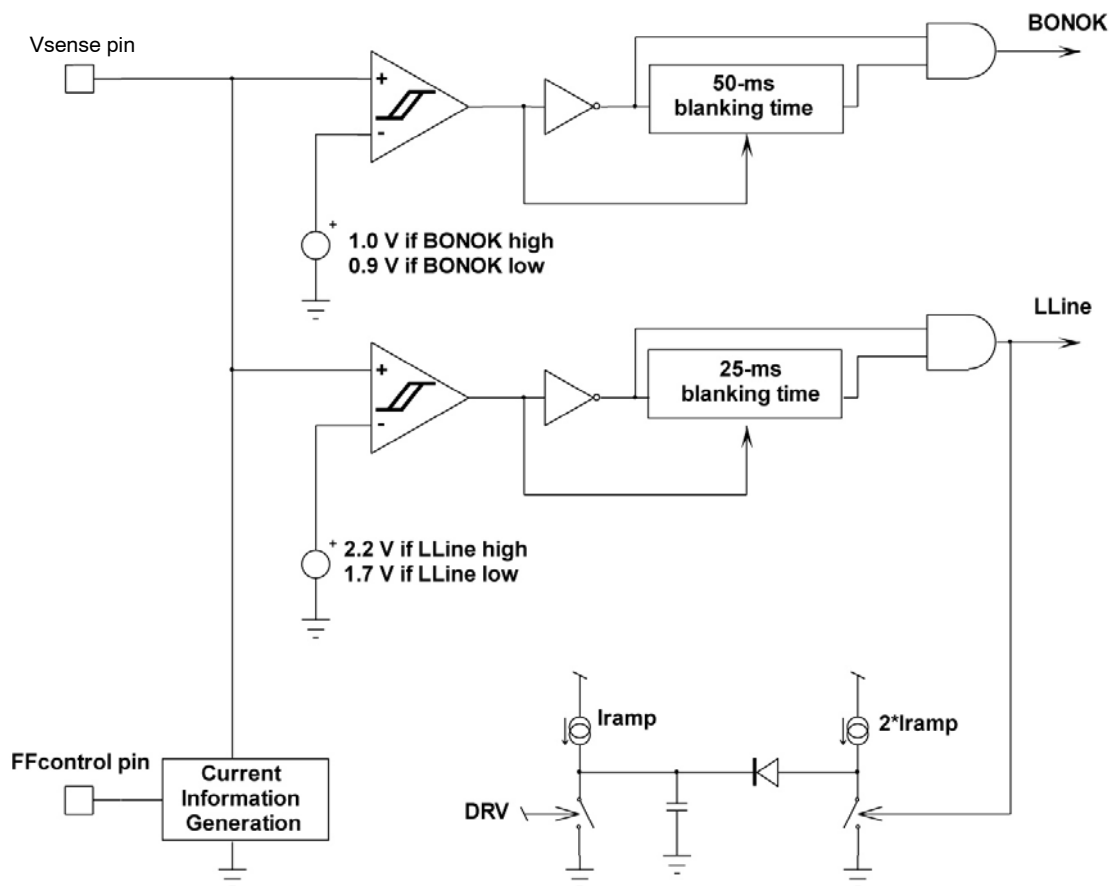 BONOK
Vsense pin
+
-
50-ms
blanking time
+
1.0 V if BONOK high
0.9 V if BONOK low
LLine
+
-
25-ms
blanking time
+
2.2 V if LLine high
1.7 V if LLine low
Iramp
2*Iramp
FFcontrol pin
Current
Information
Generation
DRV